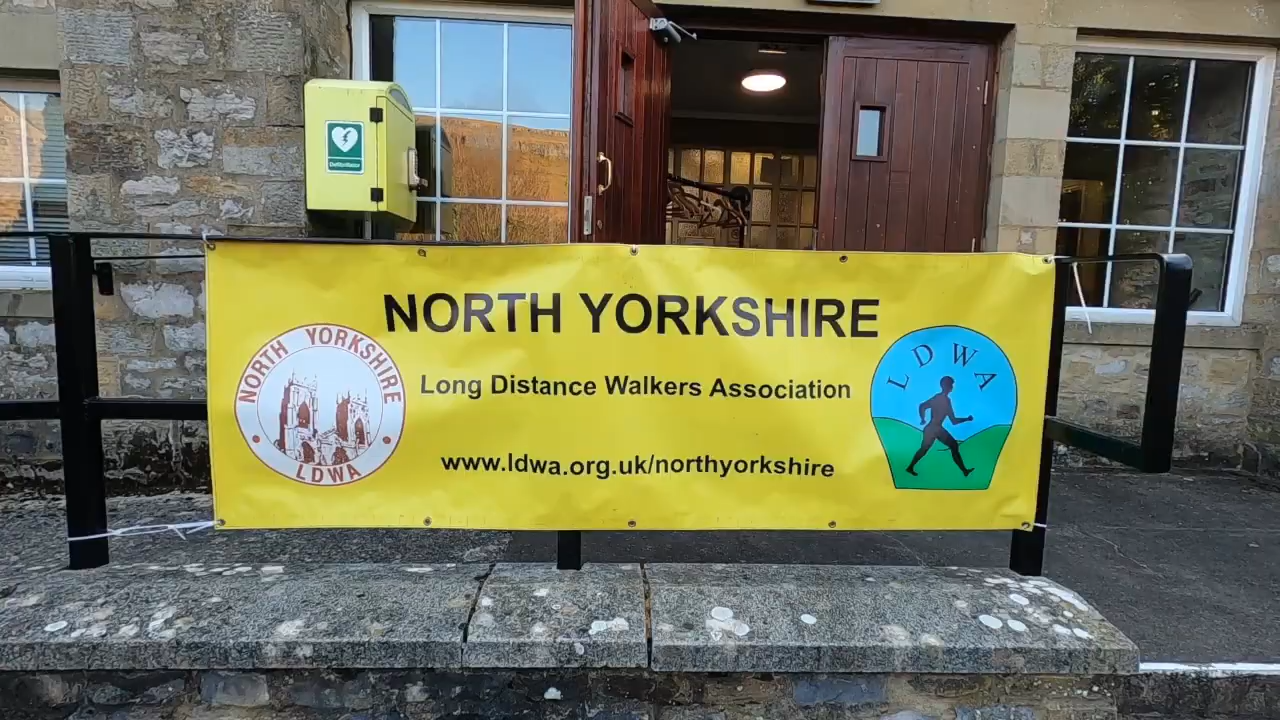 NORTH YORKSHIRE
Long Distance Walkers Association
www.ldwa.org.uk/northyorkshire
NORTH YORKSHIRE
LDWA
LDWA